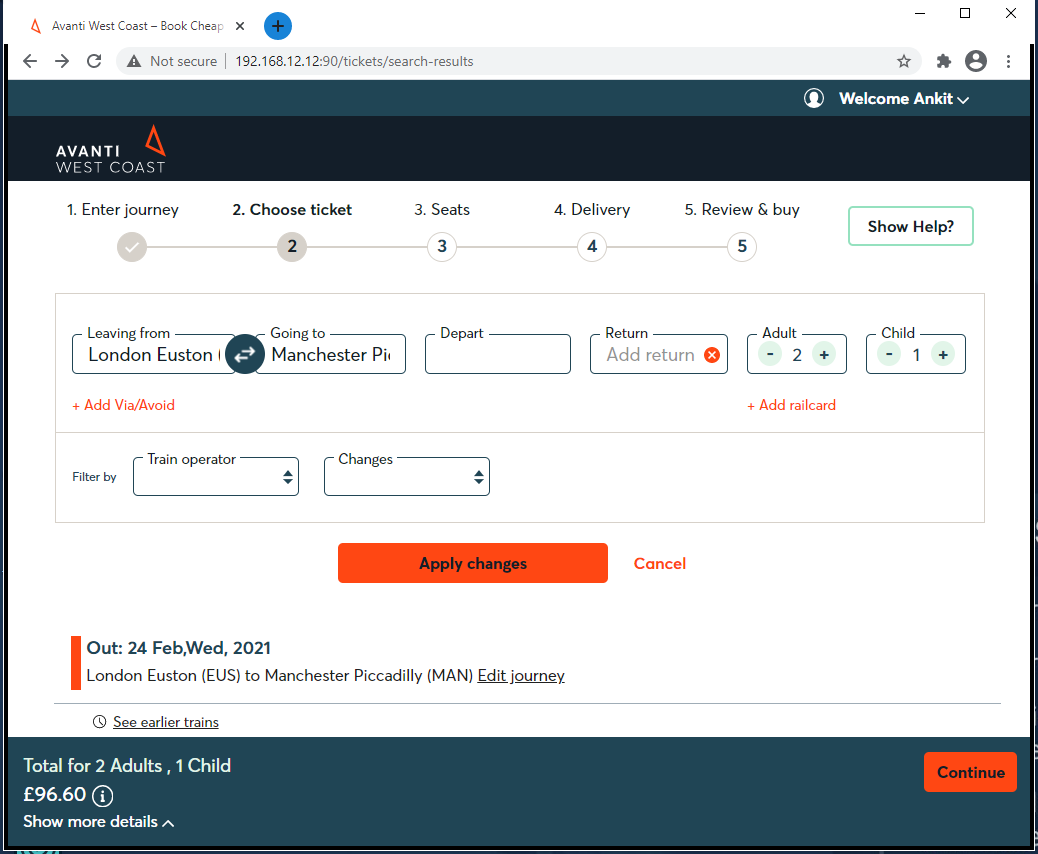 Avanti West Coast – Book Cheap
Not secure 192.168.12.12:90/tickets/search-results
Welcome Ankit
AVANTI
WEST COAST
1. Enter journey 2. Choose ticket 3. Seats 4. Delivery 5. Review & buy
Show Help?
2 3 4 5
Leaving from Going to Depart Return Adult Child
London Euston ( Manchester Pi Add return - 2 + - 1 +
+ Add Via/Avoid + Add railcard
Train operator Changes
Filter by
Apply changes Cancel
Out: 24 Feb,Wed, 2021
London Euston (EUS) to Manchester Piccadilly (MAN) Edit journey
See earlier trains
Total for 2 Adults , 1 Child
£96.60
Continue
Show more details